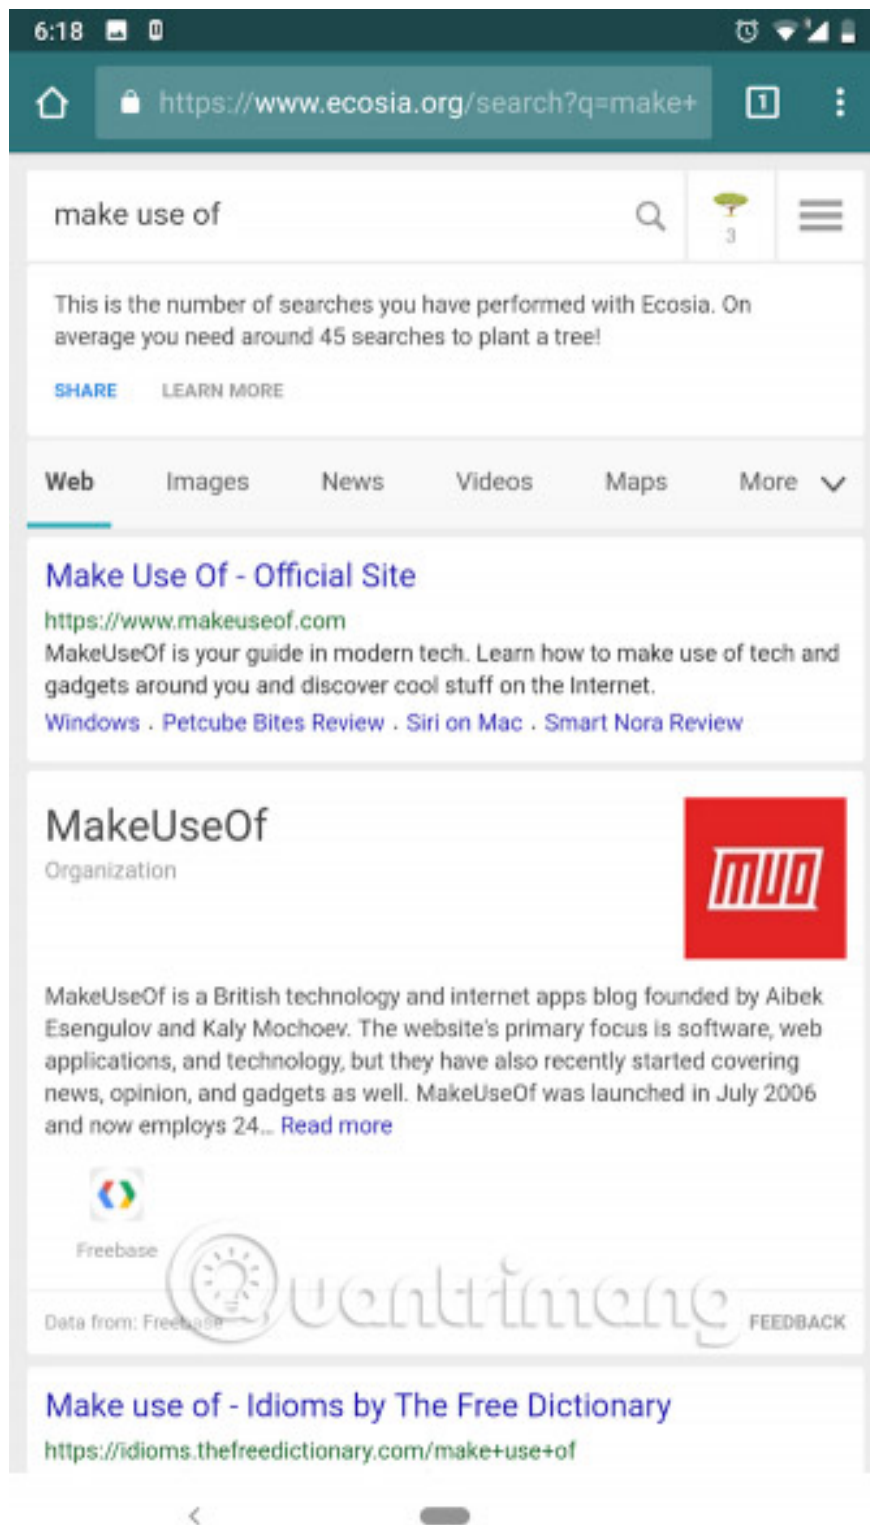 6:18
https://www.ecosia.org/search?q=make+
1
make use of
3
This is the number of searches you have performed with Ecosia. On
average you need around 45 searches to plant a tree!
SHARE LEARN MORE
Web Images News Videos Maps More
Make Use Of - Official Site
https://www.makeuseof.com
MakeUseOf is your guide in modern tech. Learn how to make use of tech and
gadgets around you and discover cool stuff on the Internet.
Windows . Petcube Bites Review . Siri on Mac . Smart Nora Review
MakeUseOf
Organization
MUO
MakeUseOf is a British technology and internet apps blog founded by Aibek
Esengulov and Kaly Mochoev. The website's primary focus is software, web
applications, and technology, but they have also recently started covering
news, opinion, and gadgets as well. MakeUseOf was launched in July 2006
and now employs 24... Read more
Freebase
Quantrimang
Data from: Freebase FEEDBACK
Make use of - Idioms by The Free Dictionary
https://idioms.thefreedictionary.com/make+use+of